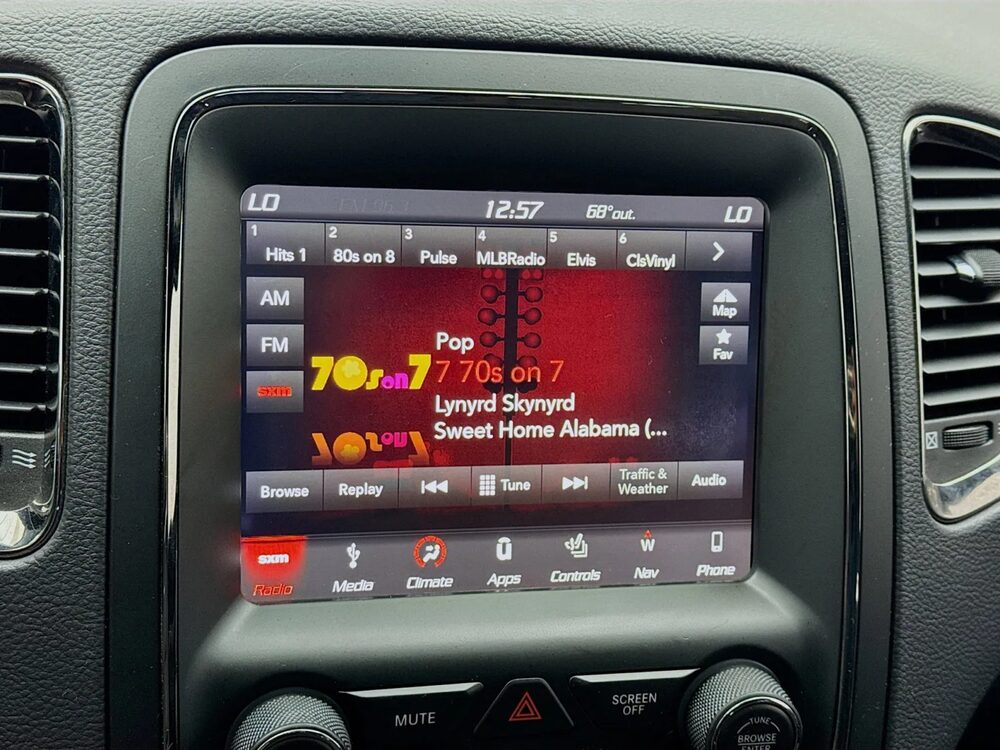 LO 12:57 68° out. LO
1 Hits 1 2 80s on 8 3 Pulse 4 MLBRadio 5 Elvis 6 ClsVinyl
AM
Map
FM
Fav
sxm
Pop
70s on 7
7 70s on 7
Lynyrd Skynyrd
Sweet Home Alabama (...
Browse Replay Tune Traffic & Weather Audio
sxm
W
Radio Media Climate Apps Controls Nav Phone
MUTE
SCREEN OFF
TUNE
BROWSE
ENTER